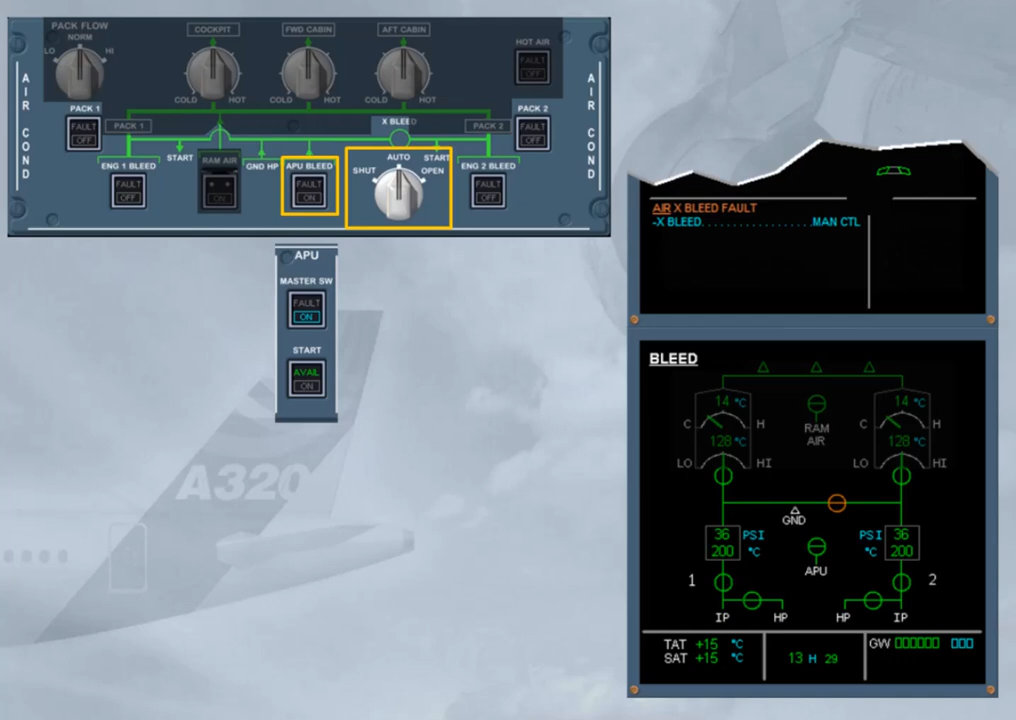 PACK FLOW
NORM
LO
HI
COCKPIT
FWD CABIN
AFT CABIN
HOT AIR
FAULT
OFF
COLD
HOT
COLD
HOT
COLD
HOT
AIR COND
AIR COND
PACK 1
FAULT
OFF
PACK 1
X BLEED
PACK 2
PACK 2
FAULT
OFF
START
RAM AIR
ON
GND HP
AUTO
START
SHUT
OPEN
ENG 1 BLEED
FAULT
OFF
APU BLEED
FAULT
ON
ENG 2 BLEED
FAULT
OFF
APU
MASTER SW
FAULT
ON
START
AVAIL
ON
A320
AIR X BLEED FAULT
-X BLEED.................MAN CTL
BLEED
14 °C
14 °C
C
H
RAM
AIR
C
H
128 °C
128 °C
LO
HI
LO
HI
GND
36 PSI
200 °C
PSI 36
°C 200
APU
1
2
IP
HP
HP
IP
TAT +15 °C
SAT +15 °C
13 H 29
GW